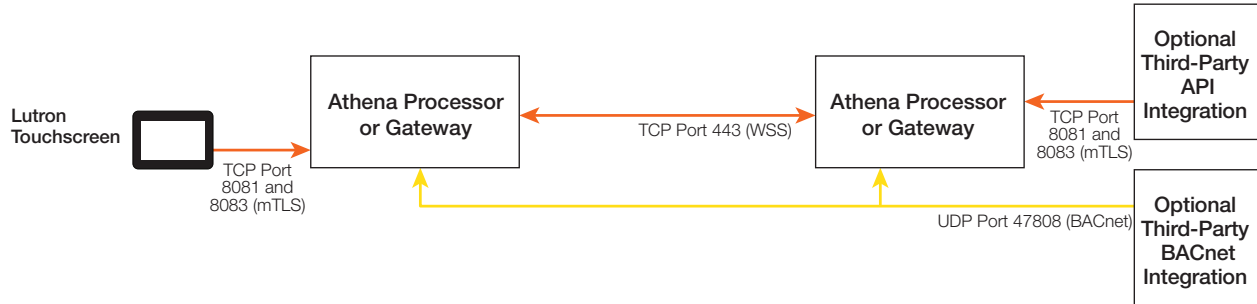 Lutron
Touchscreen
TCP Port
8081 and
8083 (mTLS)
Athena Processor
or Gateway
TCP Port 443 (WSS)
Athena Processor
or Gateway
TCP Port
8081 and
8083 (mTLS)
Optional
Third-Party
API
Integration
UDP Port 47808 (BACnet)
Optional
Third-Party
BACnet
Integration